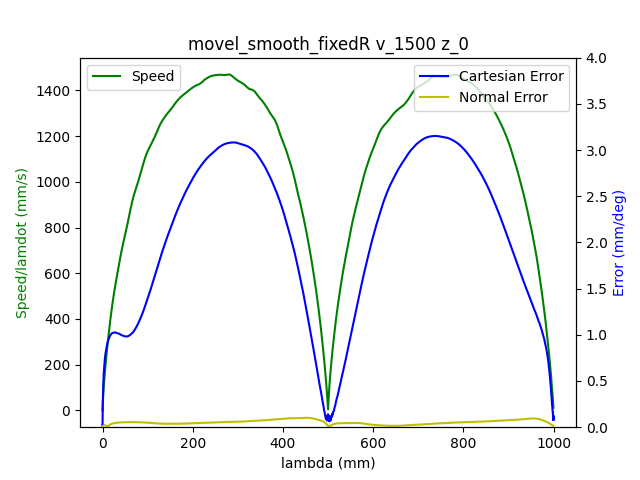 movel_smooth_fixedR v_1500 z_0
Speed
Cartesian Error
Normal Error
Speed/lamdot (mm/s)
1400
1200
1000
800
600
400
200
0
4.0
3.5
3.0
2.5
2.0
1.5
1.0
0.5
0.0
Error (mm/deg)
0 200 400 600 800 1000
lambda (mm)